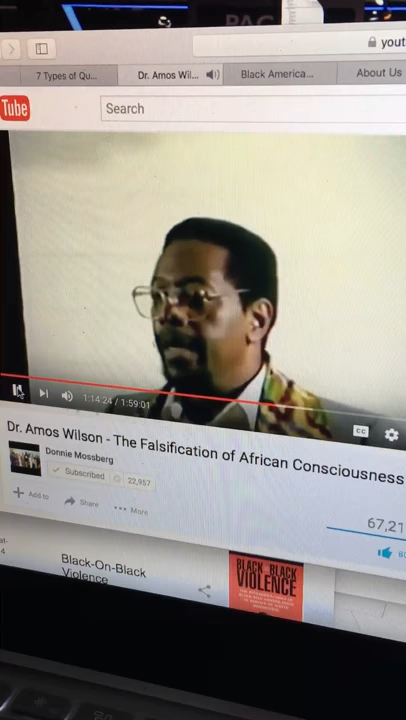 yout
7 Types of Qu...
Dr. Amos Wil...
Black America...
About Us
Tube
Search
1:14:24 / 1:59:01
CC
Dr. Amos Wilson - The Falsification of African Consciousness
Donnie Mossberg
Subscribed
22,957
Add to
Share
More
67,21
Black-On-Black
Violence
BLACK BLACK
VIOLENCE